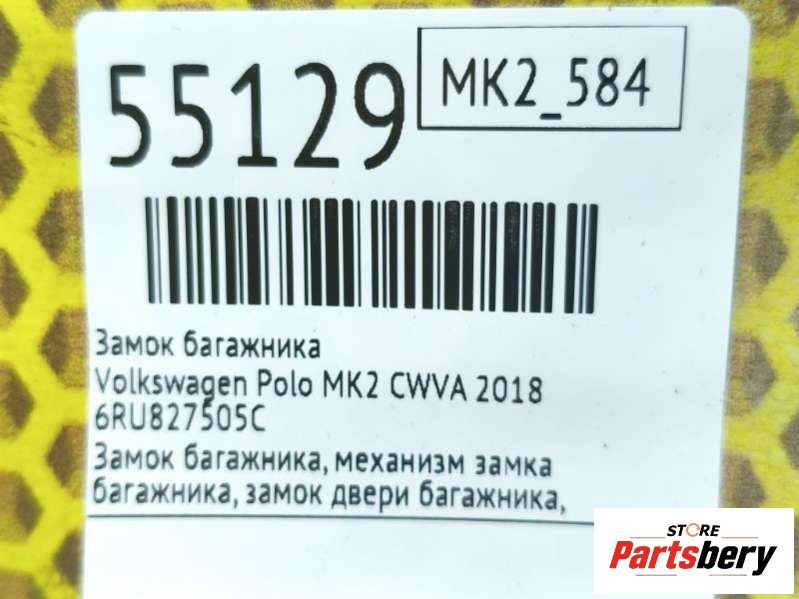 55129
MK2_584
Замок багажника
Volkswagen Polo MK2 CWVA 2018
6RU827505C
Замок багажника, механизм замка
багажника, замок двери багажника,
STORE
Partsbery